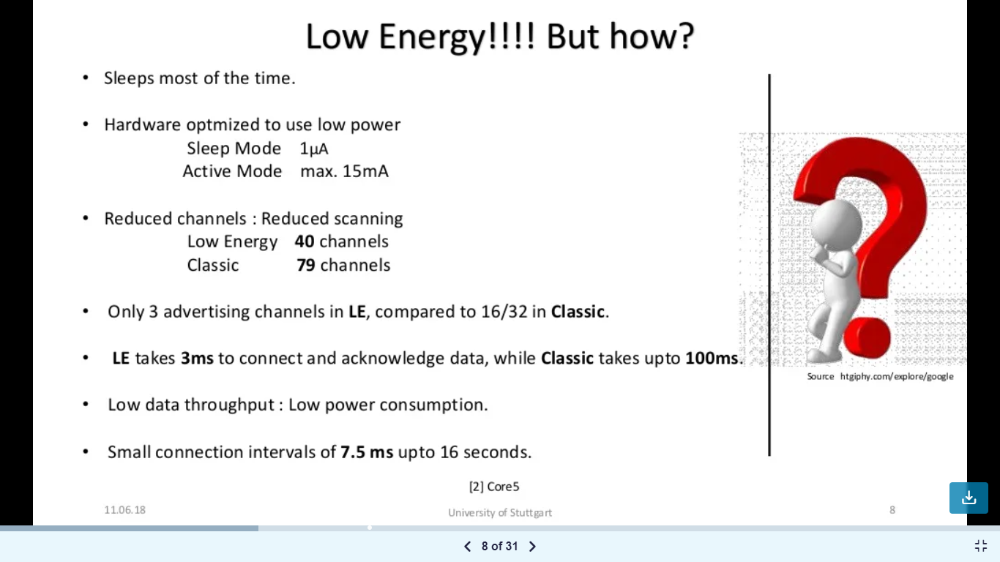 Low Energy!!!! But how?
• Sleeps most of the time.
• Hardware optmized to use low power
Sleep Mode 1µA
Active Mode max. 15mA
• Reduced channels : Reduced scanning
Low Energy 40 channels
Classic 79 channels
• Only 3 advertising channels in LE, compared to 16/32 in Classic.
• LE takes 3ms to connect and acknowledge data, while Classic takes upto 100ms.
• Low data throughput : Low power consumption.
• Small connection intervals of 7.5 ms upto 16 seconds.
Source htgiphy.com/explore/google
[2] Core5
11.06.18
University of Stuttgart
8
8 of 31